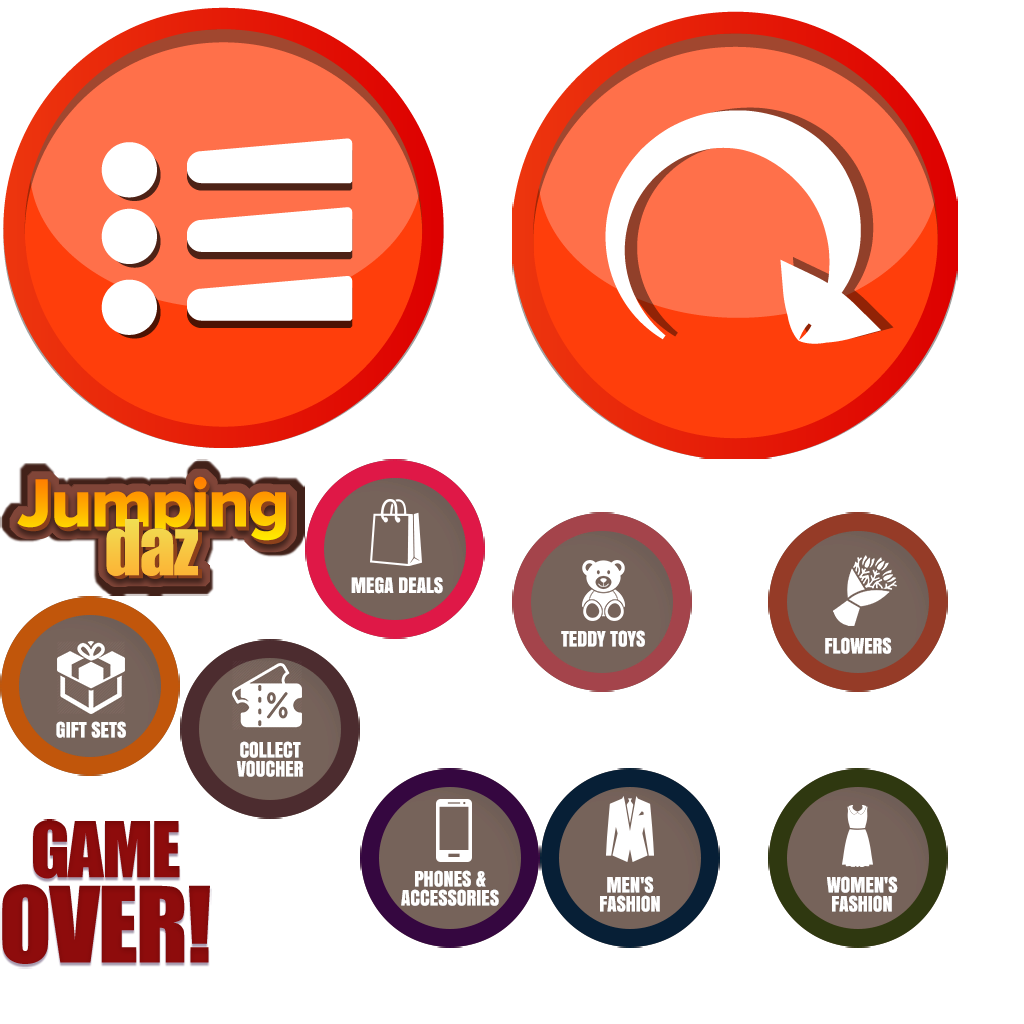 Jumping
daz
MEGA DEALS
TEDDY TOYS
FLOWERS
GIFT SETS
COLLECT
VOUCHER
GAME
OVER!
PHONES &
ACCESSORIES
MEN'S
FASHION
WOMEN'S
FASHION